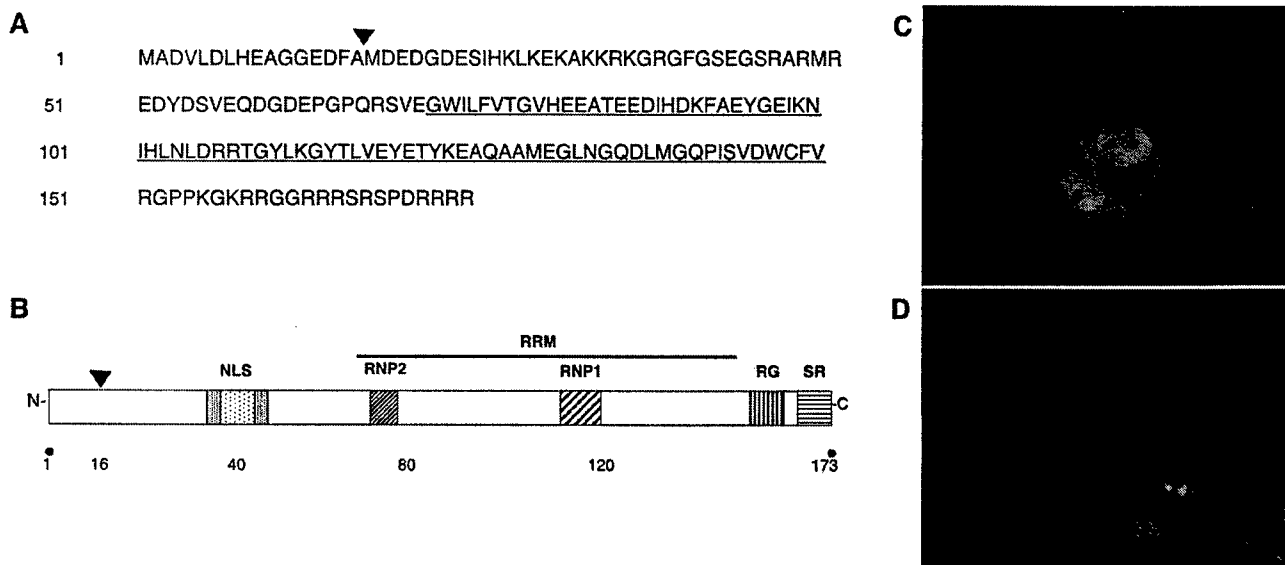 A
1 MADVLDLHEAGGEDFAMDEDGDESIHKLKEKAKKRKGRGFGSEGSRARMR
51 EDYDSVEQDGDEPGPQRSVEGWILFVTGVHEEATEEDIHDKFAEYGEIKN
101 IHLNLDRRTGYLKGYTLVEYETYKEAQAAMEGLNGQDLMGQPISVDWCFV
151 RGPPKGKRRGGRRRSRSPDRRRR
B
RRM
NLS RNP2 RNP1 RG SR
N- -C
1 16 40 80 120 173
C
D